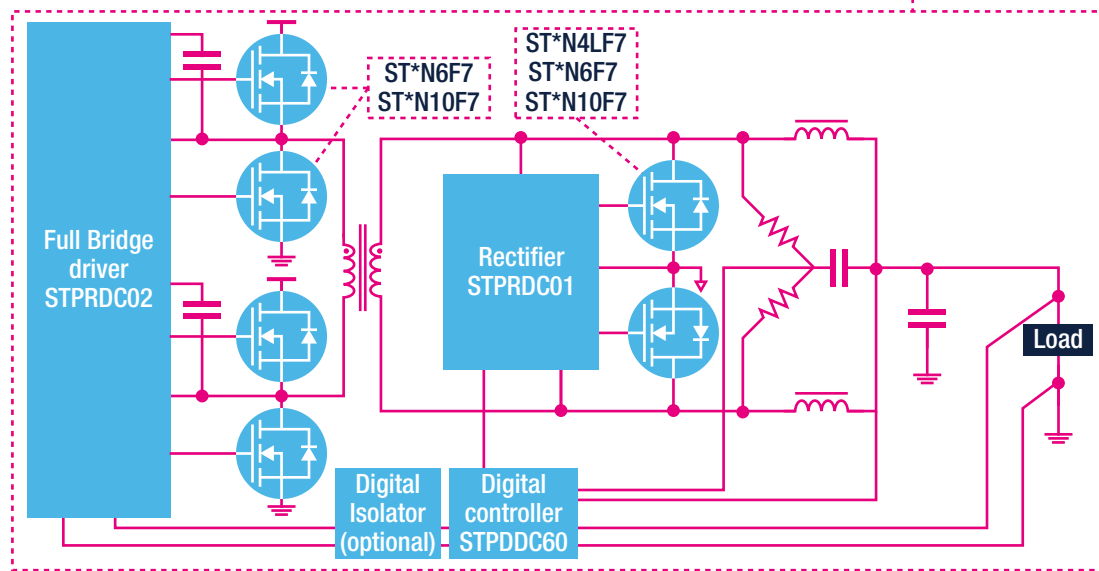 ST*N6F7
ST*N10F7
ST*N4LF7
ST*N6F7
ST*N10F7
Full Bridge
driver
STPRDC02
Rectifier
STPRDC01
Load
Digital
Isolator
(optional)
Digital
controller
STPDDC60